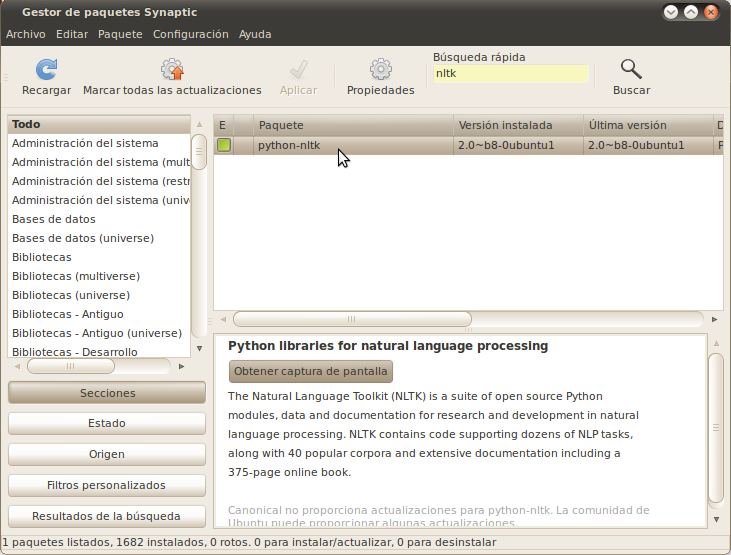 Gestor de paquetes Synaptic
Archivo Editar Paquete Configuración Ayuda
Búsqueda rápida
nltk
Recargar Marcar todas las actualizaciones Aplicar Propiedades Buscar
Todo
Administración del sistema
Administración del sistema (mult
Administración del sistema (restr
Administración del sistema (univ
Bases de datos
Bases de datos (universe)
Bibliotecas
Bibliotecas (multiverse)
Bibliotecas (universe)
Bibliotecas - Antiguo
Bibliotecas - Antiguo (universe)
Bibliotecas - Desarrollo
Secciones
Estado
Origen
Filtros personalizados
Resultados de la búsqueda
E Paquete Versión instalada Última versión D
python-nltk 2.0~b8-0ubuntu1 2.0~b8-0ubuntu1 P
Python libraries for natural language processing
Obtener captura de pantalla
The Natural Language Toolkit (NLTK) is a suite of open source Python
modules, data and documentation for research and development in natural
language processing. NLTK contains code supporting dozens of NLP tasks,
along with 40 popular corpora and extensive documentation including a
375-page online book.
Canonical no proporciona actualizaciones para python-nltk. La comunidad de
Ubuntu puede proporcionar algunas actualizaciones.
1 paquetes listados, 1682 instalados, 0 rotos. 0 para instalar/actualizar, 0 para desinstalar